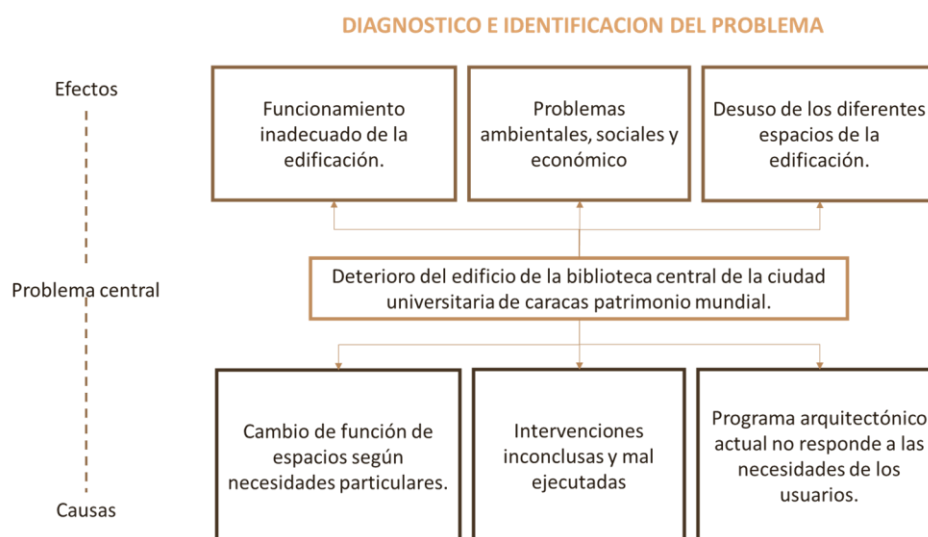 DIAGNOSTICO E IDENTIFICACION DEL PROBLEMA
Efectos
Funcionamiento
inadecuado de la
edificación.
Problemas
ambientales, sociales y
económico
Desuso de los diferentes
espacios de la
edificación.
Problema central
Deterioro del edificio de la biblioteca central de la ciudad
universitaria de caracas patrimonio mundial.
Cambio de función de
espacios según
necesidades particulares.
Intervenciones
inconclusas y mal
ejecutadas
Programa arquitectónico
actual no responde a las
necesidades de los
usuarios.
Causas